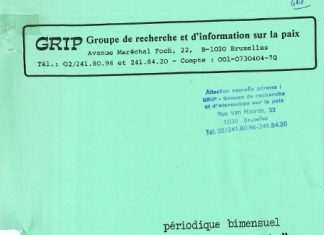 GRIP
GRIP Groupe de recherche et d'information sur la paix
Avenue Maréchal Foch, 22, B-1030 Bruxelles
Tél.: 02/241.80.96 et 241.84.20 - Compte : 001-0730404-70
Attention nouvelle adresse :
GRIP - Groupe de recherche
et d'information sur la paix
Rue Van Hoorde, 33
1030 Bruxelles
Tél. 02/241.80.96-241.84.20
périodique bimensuel
"